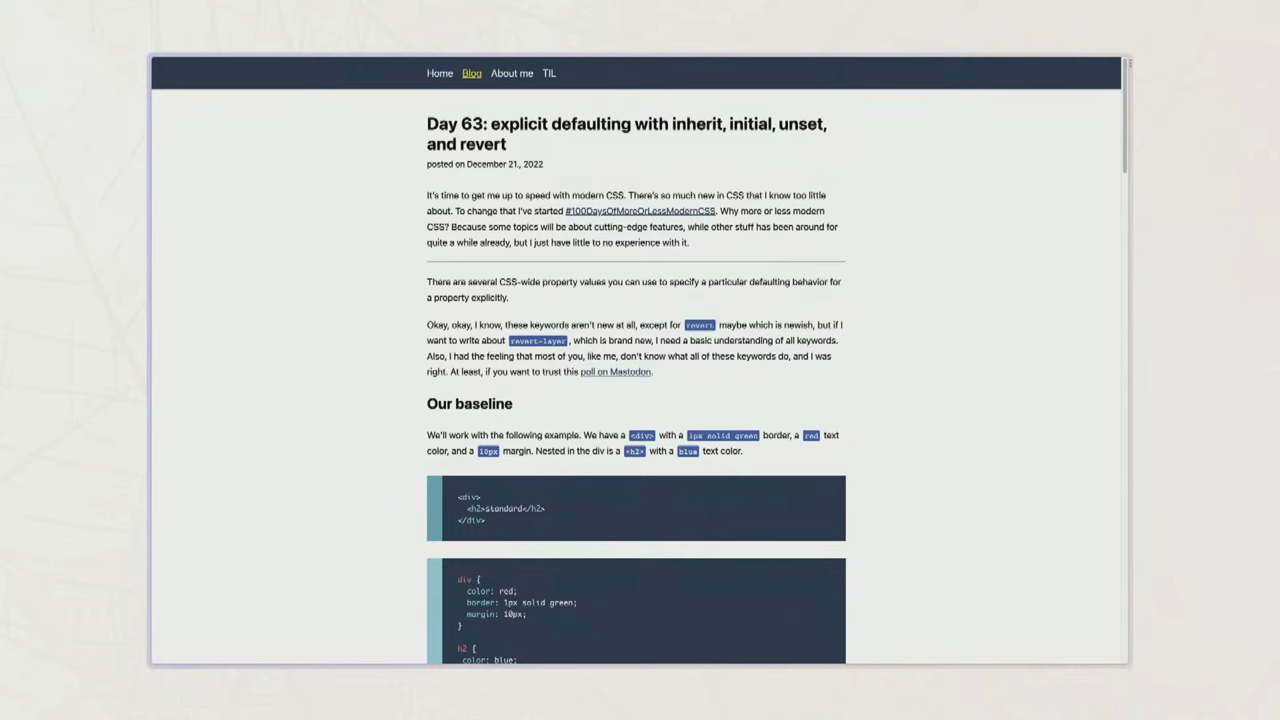 Home Blog About me TIL
Day 63: explicit defaulting with inherit, initial, unset,
and revert
posted on December 21., 2022
It's time to get me up to speed with modern CSS. There's so much new in CSS that I know too little
about. To change that I've started #100DaysOfMoreOrLessModernCSS. Why more or less modern
CSS? Because some topics will be about cutting-edge features, while other stuff has been around for
quite a while already, but I just have little to no experience with it.
There are several CSS-wide property values you can use to specify a particular defaulting behavior for
a property explicitly.
Okay, okay, I know, these keywords aren't new at all, except for revert maybe which is newish, but if I
want to write about revert-layer, which is brand new, I need a basic understanding of all keywords.
Also, I had the feeling that most of you, like me, don't know what all of these keywords do, and I was
right. At least, if you want to trust this poll on Mastodon.
Our baseline
We'll work with the following example. We have a <div> with a 1px solid green border, a red text
color, and a 10px margin. Nested in the div is a <h2> with a blue text color.
<div>
<h2>standard</h2>
</div>
div {
color: red;
border: 1px solid green;
margin: 10px;
}
h2 {
color: blue;